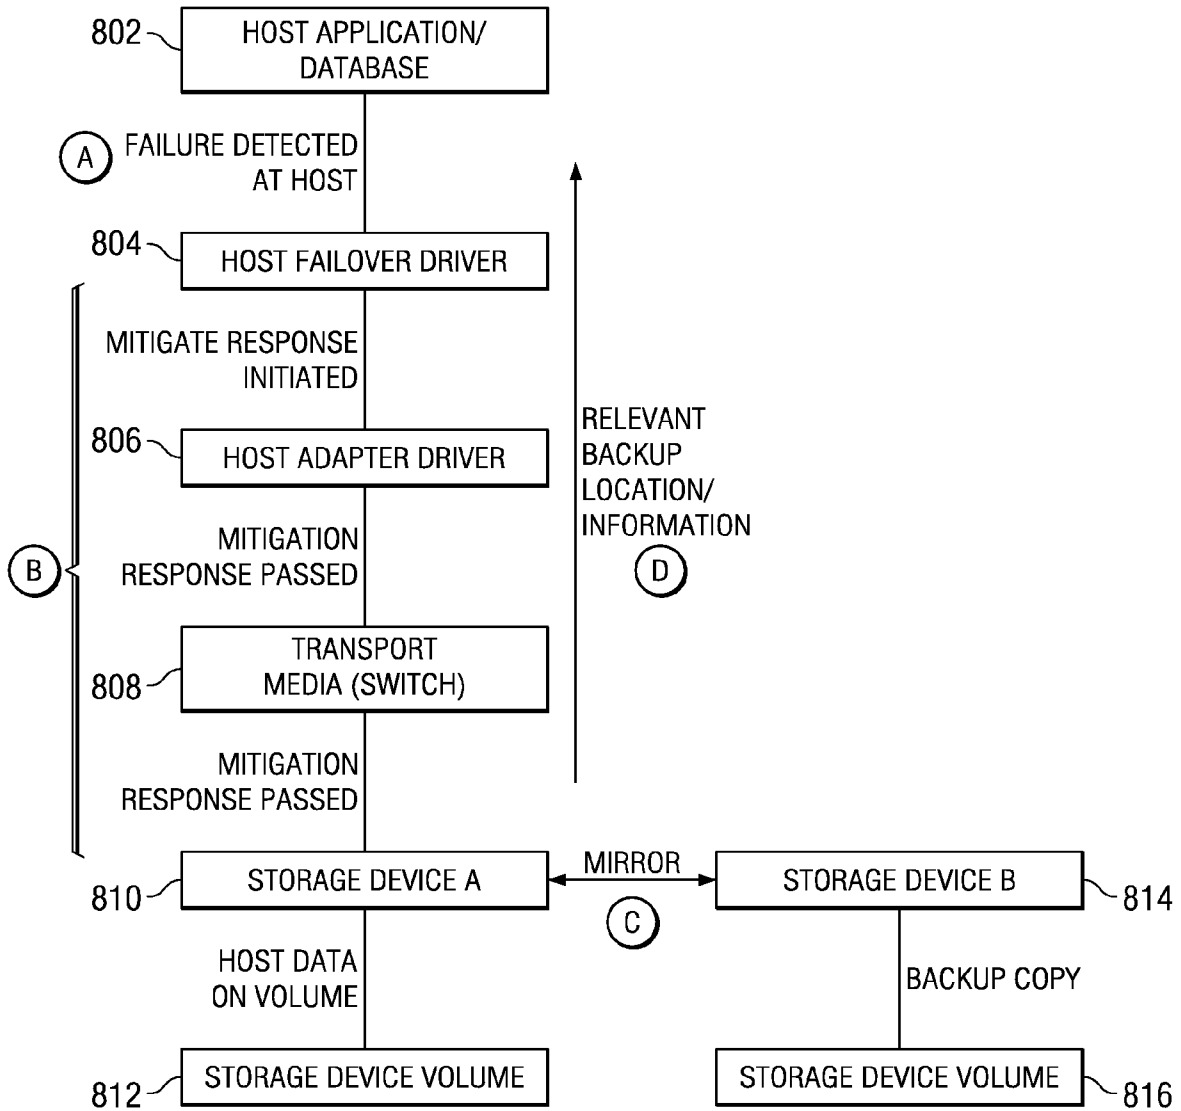 802
HOST APPLICATION/
DATABASE
A
FAILURE DETECTED
AT HOST
804
HOST FAILOVER DRIVER
MITIGATE RESPONSE
INITIATED
806
HOST ADAPTER DRIVER
RELEVANT
BACKUP
LOCATION/
INFORMATION
D
B
MITIGATION
RESPONSE PASSED
808
TRANSPORT
MEDIA (SWITCH)
MITIGATION
RESPONSE PASSED
810
STORAGE DEVICE A
MIRROR
C
STORAGE DEVICE B
814
HOST DATA
ON VOLUME
BACKUP COPY
812
STORAGE DEVICE VOLUME
STORAGE DEVICE VOLUME
816